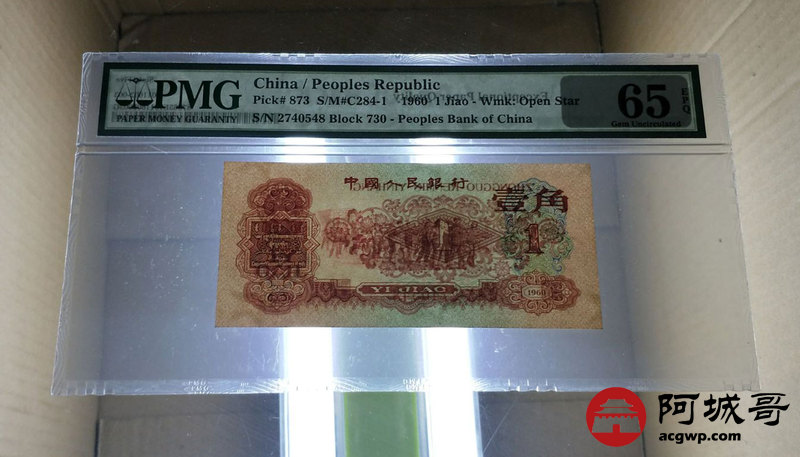 PMG
PAPER MONEY GUARANTY
China / Peoples Republic
Pick# 873 S/M#C284-1 1960 1 Jiao - Wmk: Open Star
S/N 2740548 Block 730 - Peoples Bank of China
65 EPQ
Gem Uncirculated
中國人民銀行
壹角
1
YI JIAO
1960
阿城哥
acgwp.com